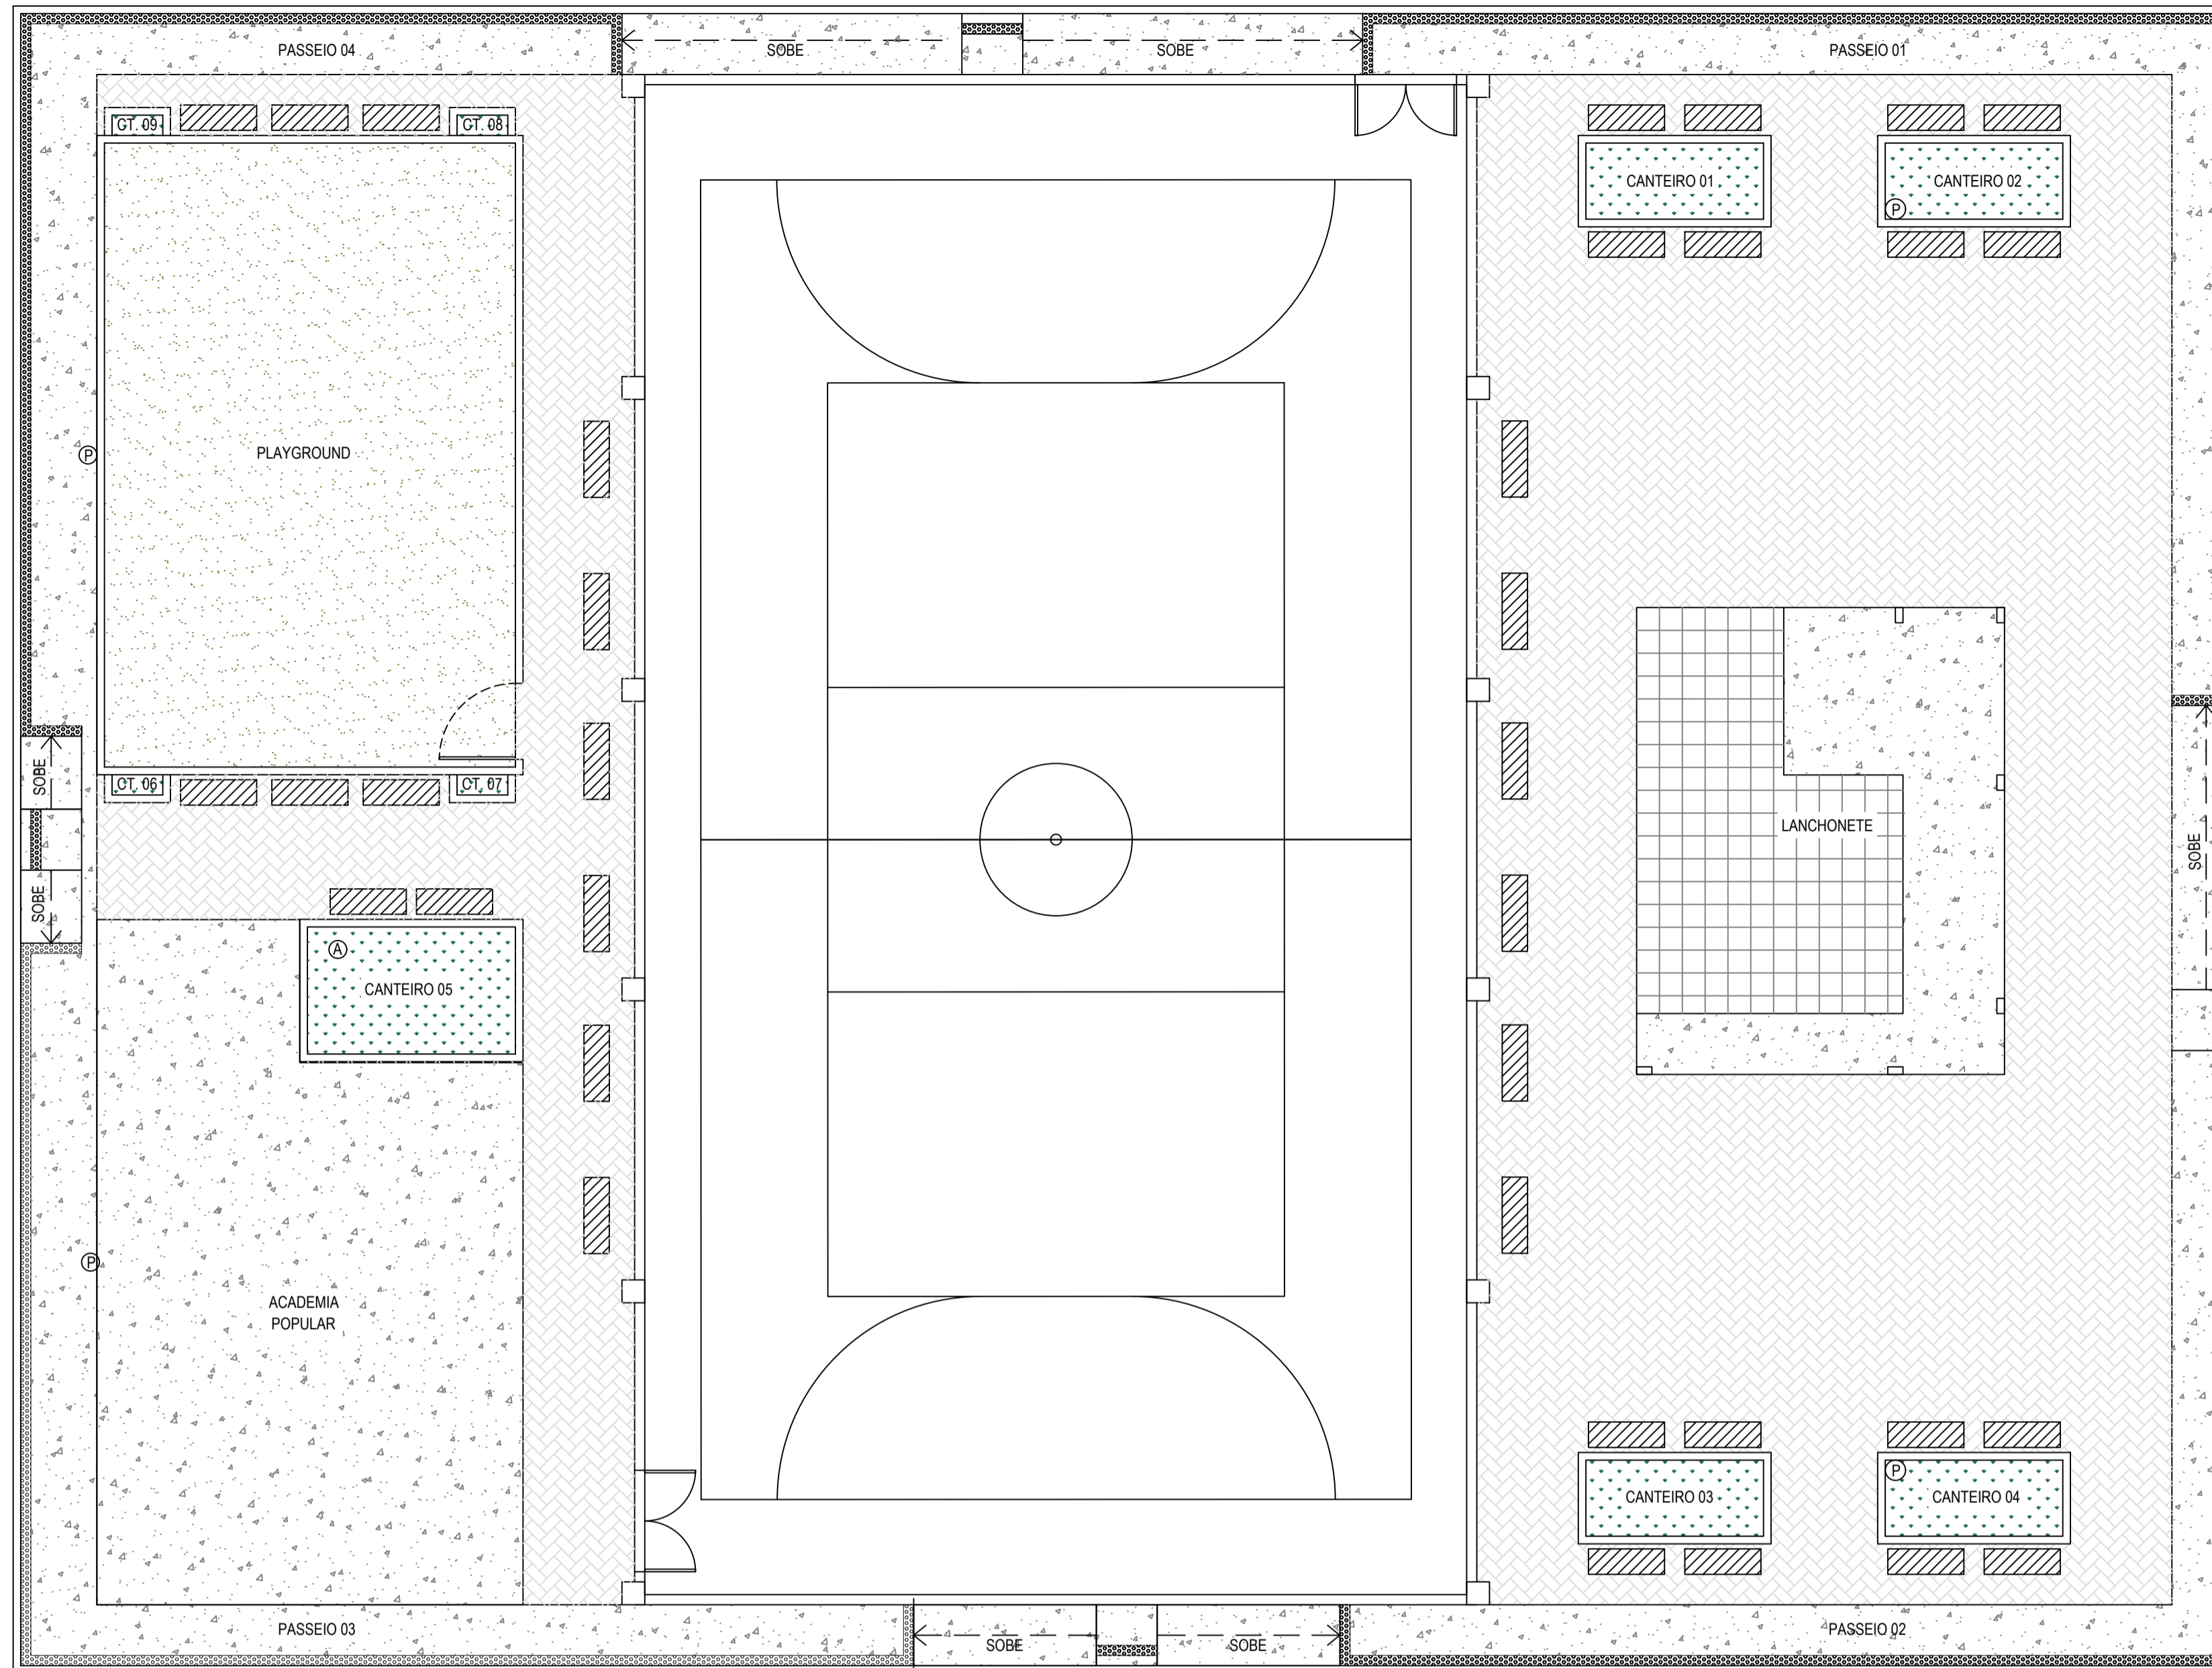 PASSEIO 04
SOBE
SOBE
PASSEIO 01
CT. 09
CT. 08
CANTEIRO 01
CANTEIRO 02
P
PLAYGROUND
P
SOBE
CT. 06
CT. 07
LANCHONETE
SOBE
SOBE
A
CANTEIRO 05
P
ACADEMIA
POPULAR
P
CANTEIRO 03
CANTEIRO 04
PASSEIO 03
SOBE
SOBE
PASSEIO 02